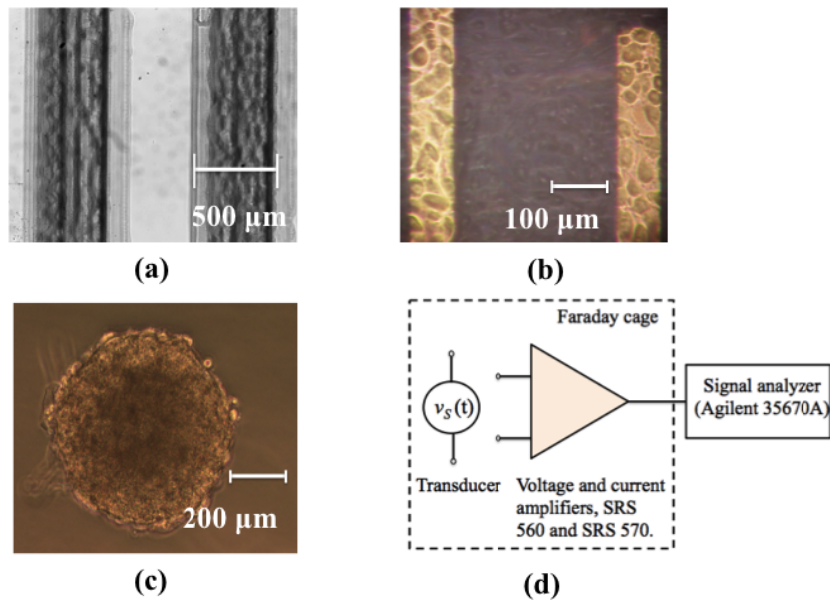 500 µm
(a)
100 µm
(b)
200 µm
(c)
Faraday cage
v_S(t)
Transducer
Voltage and current
amplifiers, SRS
560 and SRS 570.
Signal analyzer
(Agilent 35670A)
(d)